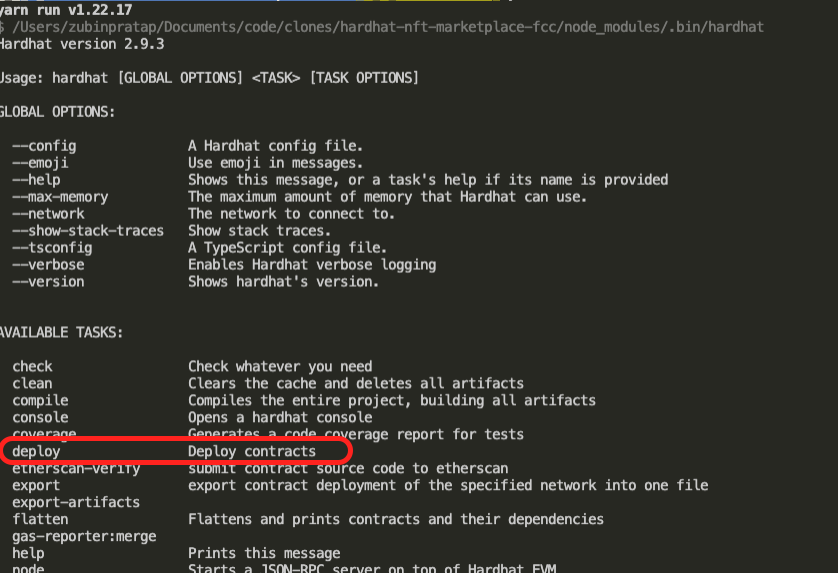 yarn run v1.22.17
$ /Users/zubinpratap/Documents/code/clones/hardhat-nft-marketplace-fcc/node_modules/.bin/hardhat
Hardhat version 2.9.3
Usage: hardhat [GLOBAL OPTIONS] <TASK> [TASK OPTIONS]
GLOBAL OPTIONS:
--config A Hardhat config file.
--emoji Use emoji in messages.
--help Shows this message, or a task's help if its name is provided
--max-memory The maximum amount of memory that Hardhat can use.
--network The network to connect to.
--show-stack-traces Show stack traces.
--tsconfig A TypeScript config file.
--verbose Enables Hardhat verbose logging
--version Shows hardhat's version.
AVAILABLE TASKS:
check Check whatever you need
clean Clears the cache and deletes all artifacts
compile Compiles the entire project, building all artifacts
console Opens a hardhat console
coverage Generates a code coverage report for tests
deploy Deploy contracts
etherscan-verify submit contract source code to etherscan
export export contract deployment of the specified network into one file
export-artifacts
flatten Flattens and prints contracts and their dependencies
gas-reporter:merge
help Prints this message
node Starts a JSON-RPC server on top of Hardhat EVM